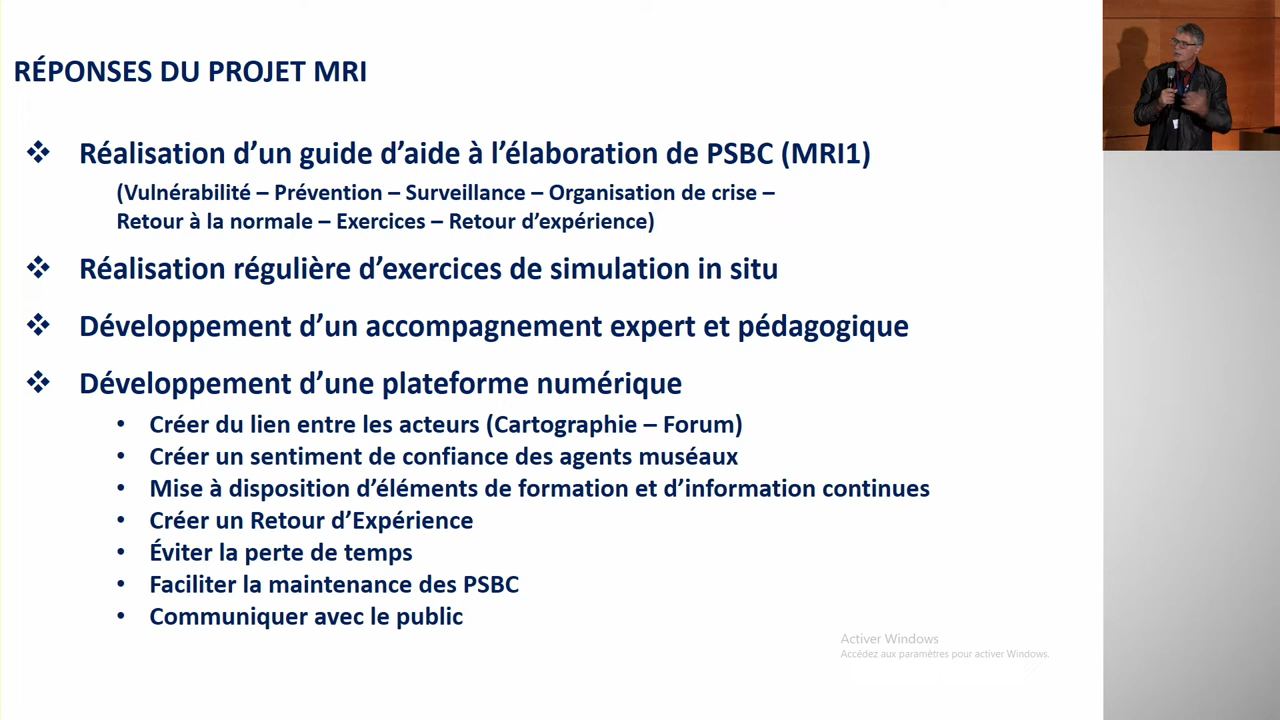 RÉPONSES DU PROJET MRI
❖ Réalisation d’un guide d’aide à l’élaboration de PSBC (MRI1)
(Vulnérabilité – Prévention – Surveillance – Organisation de crise –
Retour à la normale – Exercices – Retour d’expérience)
❖ Réalisation régulière d’exercices de simulation in situ
❖ Développement d’un accompagnement expert et pédagogique
❖ Développement d’une plateforme numérique
• Créer du lien entre les acteurs (Cartographie – Forum)
• Créer un sentiment de confiance des agents muséaux
• Mise à disposition d’éléments de formation et d’information continues
• Créer un Retour d’Expérience
• Éviter la perte de temps
• Faciliter la maintenance des PSBC
• Communiquer avec le public
Activer Windows
Accédez aux paramètres pour activer Windows.